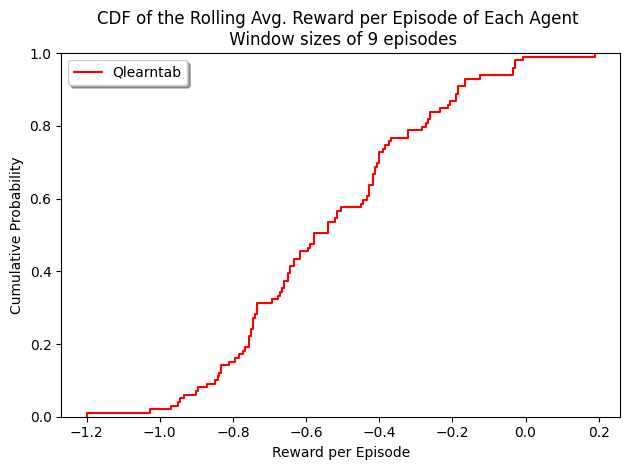 CDF of the Rolling Avg. Reward per Episode of Each Agent
Window sizes of 9 episodes
Qlearntab
Cumulative Probability
1.0
0.8
0.6
0.4
0.2
0.0
−1.2 −1.0 −0.8 −0.6 −0.4 −0.2 0.0 0.2
Reward per Episode